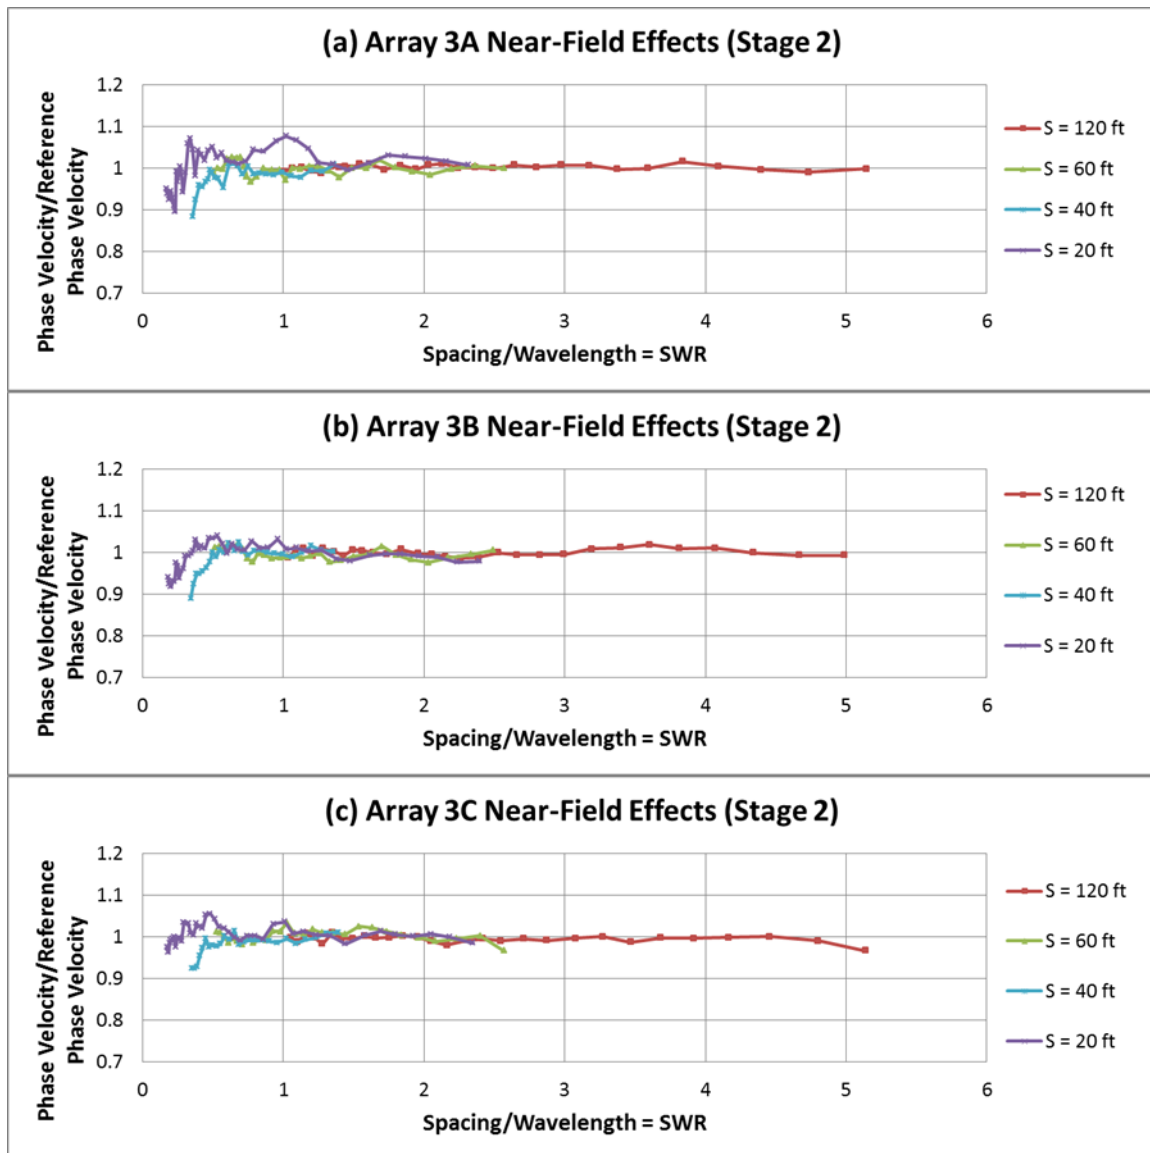 (a) Array 3A Near-Field Effects (Stage 2)
Phase Velocity/Reference
Phase Velocity
1.2
1.1
1
0.9
0.8
0.7
0 1 2 3 4 5 6
Spacing/Wavelength = SWR
S = 120 ft
S = 60 ft
S = 40 ft
S = 20 ft
(b) Array 3B Near-Field Effects (Stage 2)
Phase Velocity/Reference
Phase Velocity
1.2
1.1
1
0.9
0.8
0.7
0 1 2 3 4 5 6
Spacing/Wavelength = SWR
S = 120 ft
S = 60 ft
S = 40 ft
S = 20 ft
(c) Array 3C Near-Field Effects (Stage 2)
Phase Velocity/Reference
Phase Velocity
1.2
1.1
1
0.9
0.8
0.7
0 1 2 3 4 5 6
Spacing/Wavelength = SWR
S = 120 ft
S = 60 ft
S = 40 ft
S = 20 ft